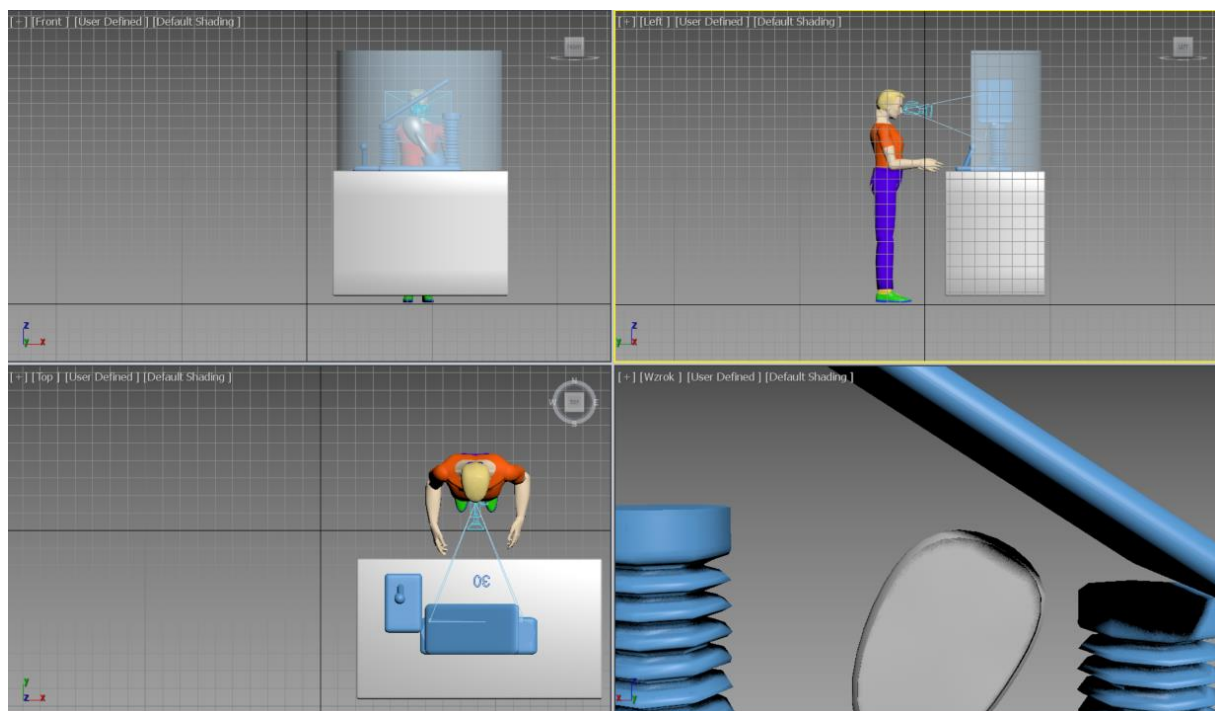 [+] [Front] [User Defined] [Default Shading]
[+] [Left] [User Defined] [Default Shading]
z
y x
z
y x
[+] [Top] [User Defined] [Default Shading]
[+] [Wzrok] [User Defined] [Default Shading]
N
W TOP E
S
30
y
z x
z
y x